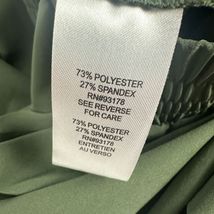 73% POLYESTER
27% SPANDEX
RN#93178
SEE REVERSE
FOR CARE
73% POLYESTER
27% SPANDEX
RN#93178
ENTRETIEN
AU VERSO